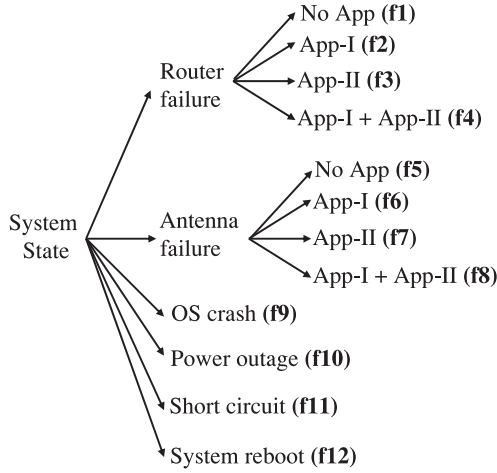 No App (f1)
App-I (f2)
Router
failure
App-II (f3)
App-I + App-II (f4)
No App (f5)
App-I (f6)
System
State
Antenna
failure
App-II (f7)
App-I + App-II (f8)
OS crash (f9)
Power outage (f10)
Short circuit (f11)
System reboot (f12)